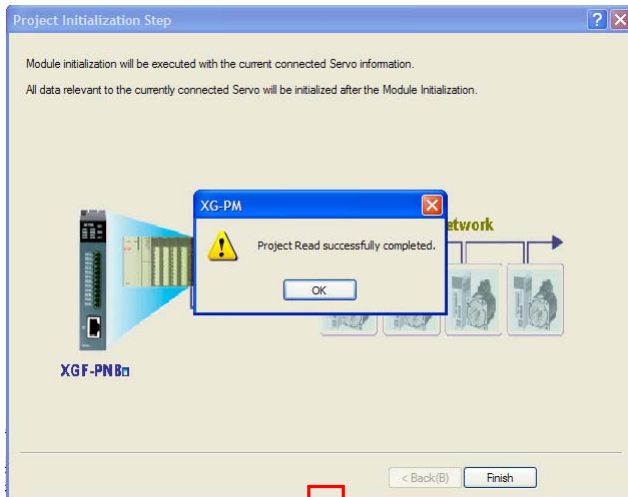 Project Initialization Step
Module initialization will be executed with the current connected Servo information.
All data relevant to the currently connected Servo will be initialized after the Module Initialization.
XG-PM
Project Read successfully completed.
OK
etwork
XGF-PNB□
< Back(B)
Finish